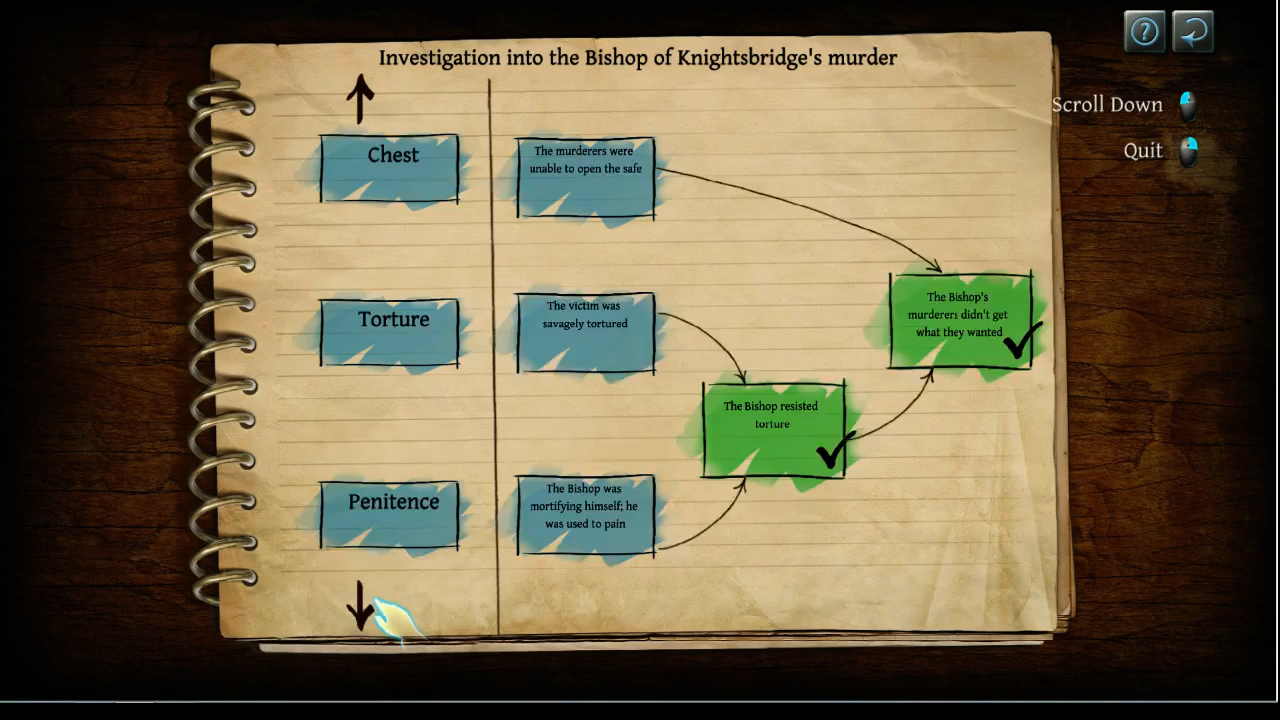 Investigation into the Bishop of Knightsbridge's murder
Scroll Down
Quit
Chest
The murderers were
unable to open the safe
Torture
The victim was
savagely tortured
The Bishop's
murderers didn't get
what they wanted
The Bishop resisted
torture
Penitence
The Bishop was
mortifying himself; he
was used to pain